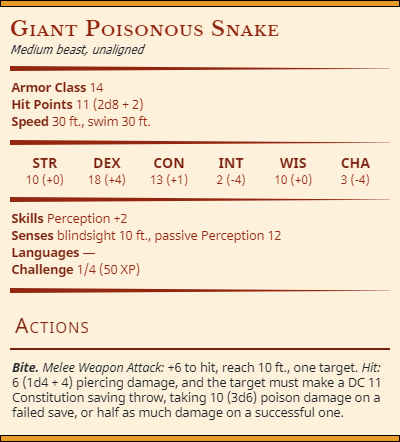 Giant Poisonous Snake
Medium beast, unaligned
Armor Class 14
Hit Points 11 (2d8 + 2)
Speed 30 ft., swim 30 ft.
STR DEX CON INT WIS CHA
10 (+0) 18 (+4) 13 (+1) 2 (-4) 10 (+0) 3 (-4)
Skills Perception +2
Senses blindsight 10 ft., passive Perception 12
Languages —
Challenge 1/4 (50 XP)
Actions
Bite. Melee Weapon Attack: +6 to hit, reach 10 ft., one target. Hit:
6 (1d4 + 4) piercing damage, and the target must make a DC 11
Constitution saving throw, taking 10 (3d6) poison damage on a
failed save, or half as much damage on a successful one.